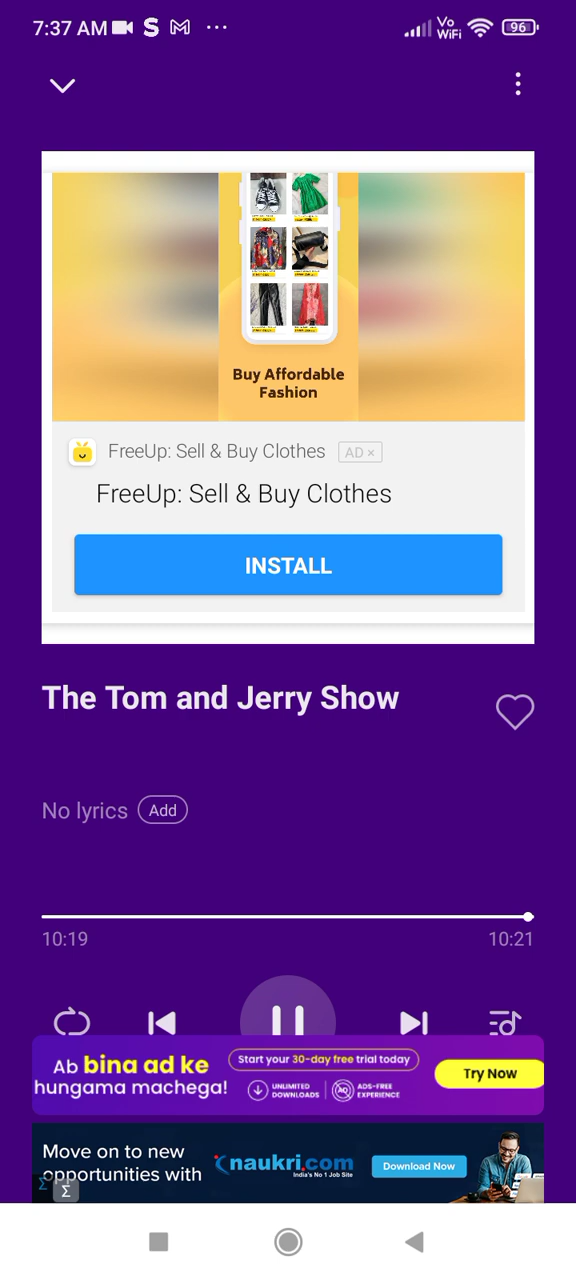 7:37 AM
Vo
WiFi
96
Buy Affordable
Fashion
FreeUp: Sell & Buy Clothes
AD ×
FreeUp: Sell & Buy Clothes
INSTALL
The Tom and Jerry Show
No lyrics
Add
10:19
10:21
Ab bina ad ke
hungama machega!
Start your 30-day free trial today
UNLIMITED
DOWNLOADS
AD
ADS-FREE
EXPERIENCE
Try Now
Move on to new
opportunities with
naukri.com
India's No 1 Job Site
Download Now
Σ
Σ